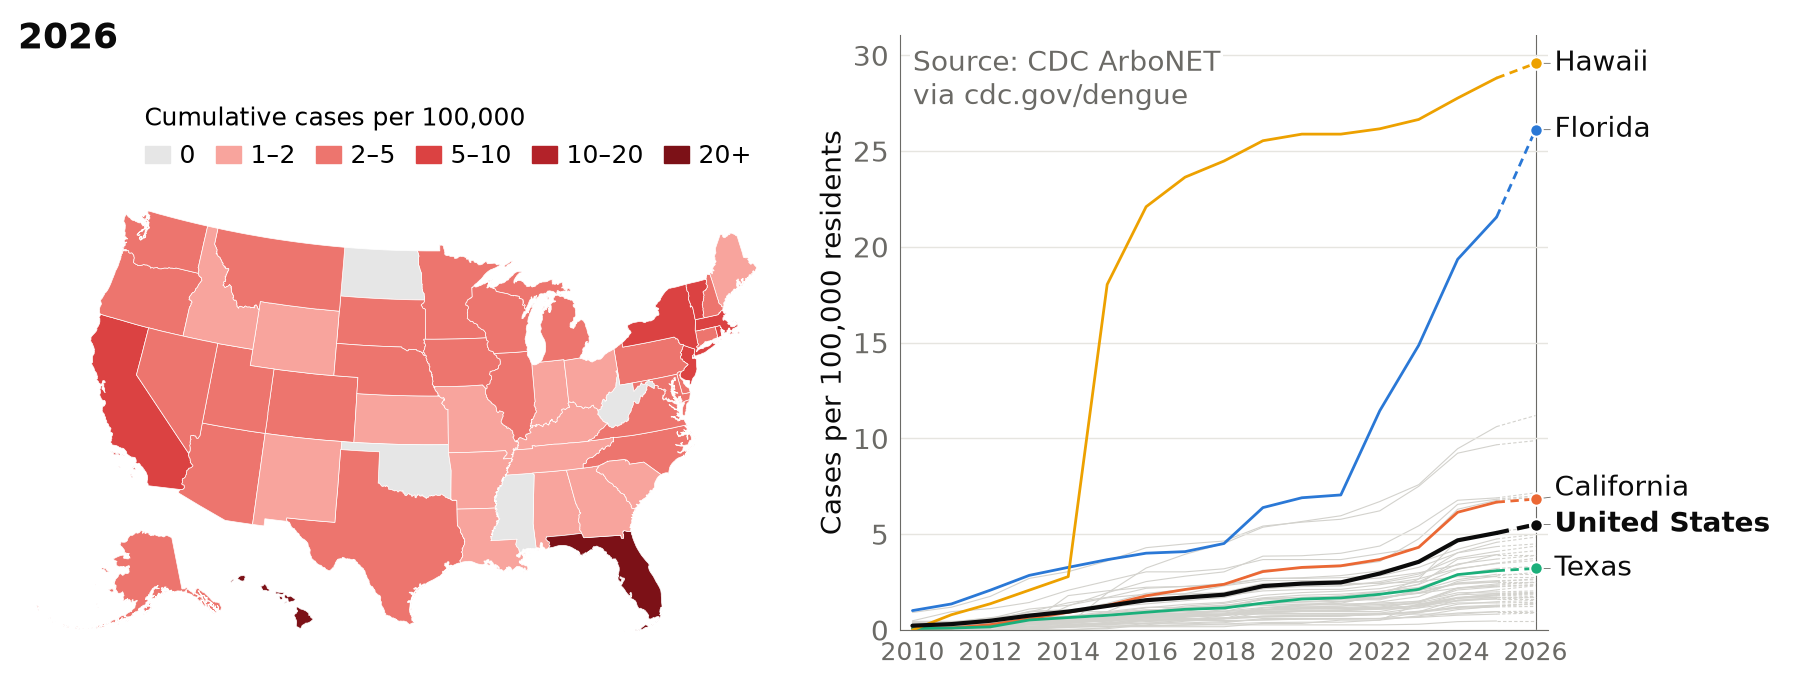 2026
Cumulative cases per 100,000
0 1–2 2–5 5–10 10–20 20+
Source: CDC ArboNET
via cdc.gov/dengue
Cases per 100,000 residents
30
25
20
15
10
5
0
2010 2012 2014 2016 2018 2020 2022 2024 2026
Hawaii
Florida
California
United States
Texas